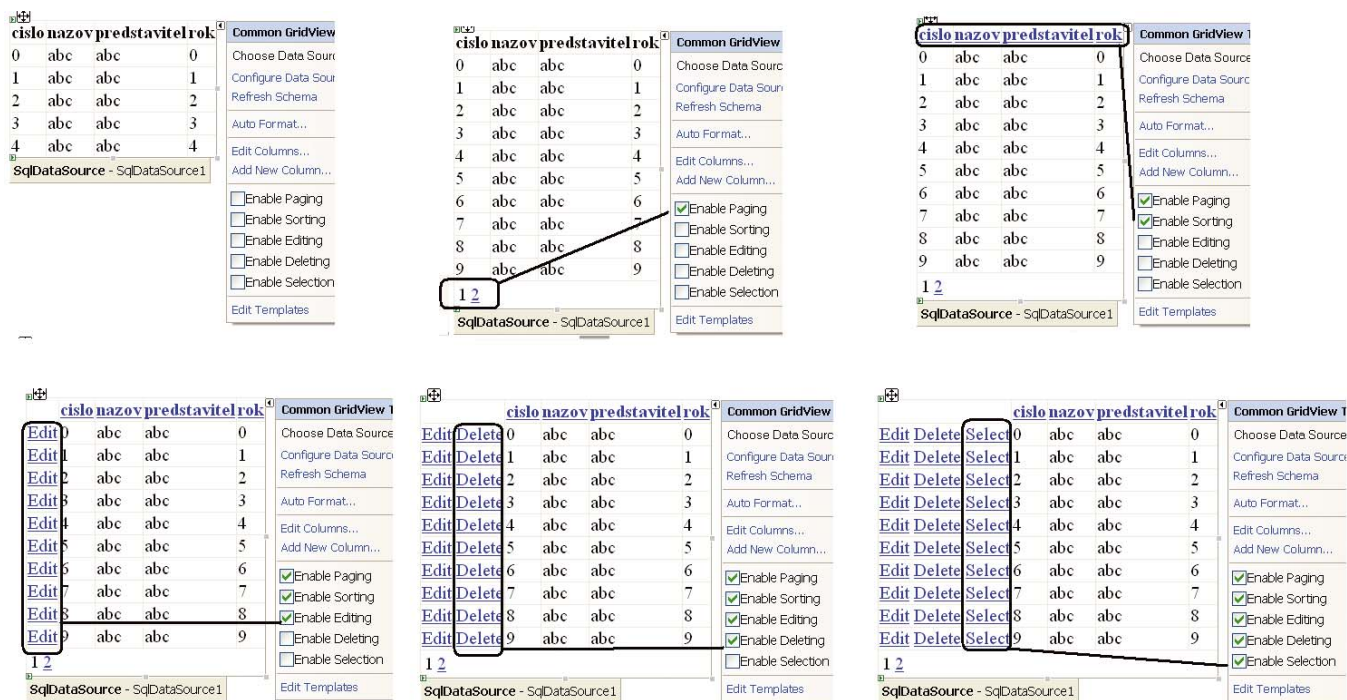 cislo nazov predstavitel rok
0 abc abc 0
1 abc abc 1
2 abc abc 2
3 abc abc 3
4 abc abc 4
SqlDataSource - SqlDataSource1
Common GridView
Choose Data Sourc
Configure Data Sour
Refresh Schema
Auto Format...
Edit Columns...
Add New Column...
Enable Paging
Enable Sorting
Enable Editing
Enable Deleting
Enable Selection
Edit Templates
cislo nazov predstavitel rok
0 abc abc 0
1 abc abc 1
2 abc abc 2
3 abc abc 3
4 abc abc 4
5 abc abc 5
6 abc abc 6
7 abc abc 7
8 abc abc 8
9 abc abc 9
1 2
SqlDataSource - SqlDataSource1
Common GridView
Choose Data Sourc
Configure Data Sour
Refresh Schema
Auto Format...
Edit Columns...
Add New Column...
Enable Paging
Enable Sorting
Enable Editing
Enable Deleting
Enable Selection
Edit Templates
cislo nazov predstavitel rok
0 abc abc 0
1 abc abc 1
2 abc abc 2
3 abc abc 3
4 abc abc 4
5 abc abc 5
6 abc abc 6
7 abc abc 7
8 abc abc 8
9 abc abc 9
1 2
SqlDataSource - SqlDataSource1
Common GridView T
Choose Data Source
Configure Data Sourc
Refresh Schema
Auto Format...
Edit Columns...
Add New Column...
Enable Paging
Enable Sorting
Enable Editing
Enable Deleting
Enable Selection
Edit Templates
cislo nazov predstavitel rok
Edit 0 abc abc 0
Edit 1 abc abc 1
Edit 2 abc abc 2
Edit 3 abc abc 3
Edit 4 abc abc 4
Edit 5 abc abc 5
Edit 6 abc abc 6
Edit 7 abc abc 7
Edit 8 abc abc 8
Edit 9 abc abc 9
1 2
SqlDataSource - SqlDataSource1
Common GridView T
Choose Data Source
Configure Data Sourc
Refresh Schema
Auto Format...
Edit Columns...
Add New Column...
Enable Paging
Enable Sorting
Enable Editing
Enable Deleting
Enable Selection
Edit Templates
cislo nazov predstavitel rok
Edit Delete 0 abc abc 0
Edit Delete 1 abc abc 1
Edit Delete 2 abc abc 2
Edit Delete 3 abc abc 3
Edit Delete 4 abc abc 4
Edit Delete 5 abc abc 5
Edit Delete 6 abc abc 6
Edit Delete 7 abc abc 7
Edit Delete 8 abc abc 8
Edit Delete 9 abc abc 9
1 2
SqlDataSource - SqlDataSource1
Common GridView
Choose Data Sourc
Configure Data Sour
Refresh Schema
Auto Format...
Edit Columns...
Add New Column...
Enable Paging
Enable Sorting
Enable Editing
Enable Deleting
Enable Selection
Edit Templates
cislo nazov predstavitel rok
Edit Delete Select 0 abc abc 0
Edit Delete Select 1 abc abc 1
Edit Delete Select 2 abc abc 2
Edit Delete Select 3 abc abc 3
Edit Delete Select 4 abc abc 4
Edit Delete Select 5 abc abc 5
Edit Delete Select 6 abc abc 6
Edit Delete Select 7 abc abc 7
Edit Delete Select 8 abc abc 8
Edit Delete Select 9 abc abc 9
1 2
SqlDataSource - SqlDataSource1
Common GridView T
Choose Data Source
Configure Data Source
Refresh Schema
Auto Format...
Edit Columns...
Add New Column...
Enable Paging
Enable Sorting
Enable Editing
Enable Deleting
Enable Selection
Edit Templates